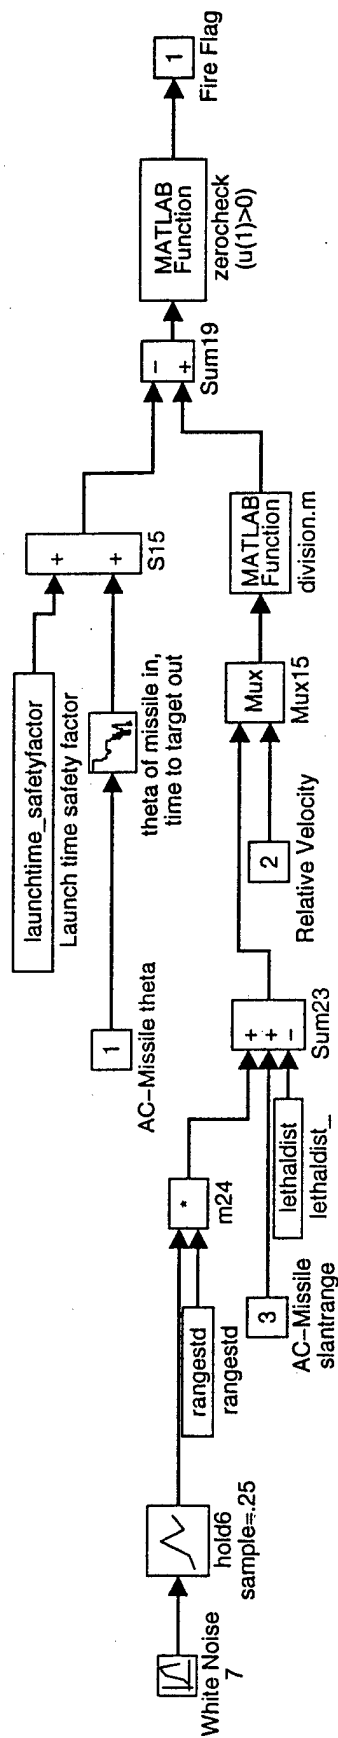 White Noise
7
hold6
sample=.25
rangestd
rangestd
*
m24
3
AC-Missile
slantrange
lethaldist
lethaldist_
+
+
-
Sum23
1
AC-Missile theta
launchtime_safetyfactor
Launch time safety factor
theta of missile in,
time to target out
2
Relative Velocity
Mux
Mux15
+
+
S15
MATLAB
Function
division.m
-
+
Sum19
MATLAB
Function
zerocheck
(u(1)>0)
1
Fire Flag